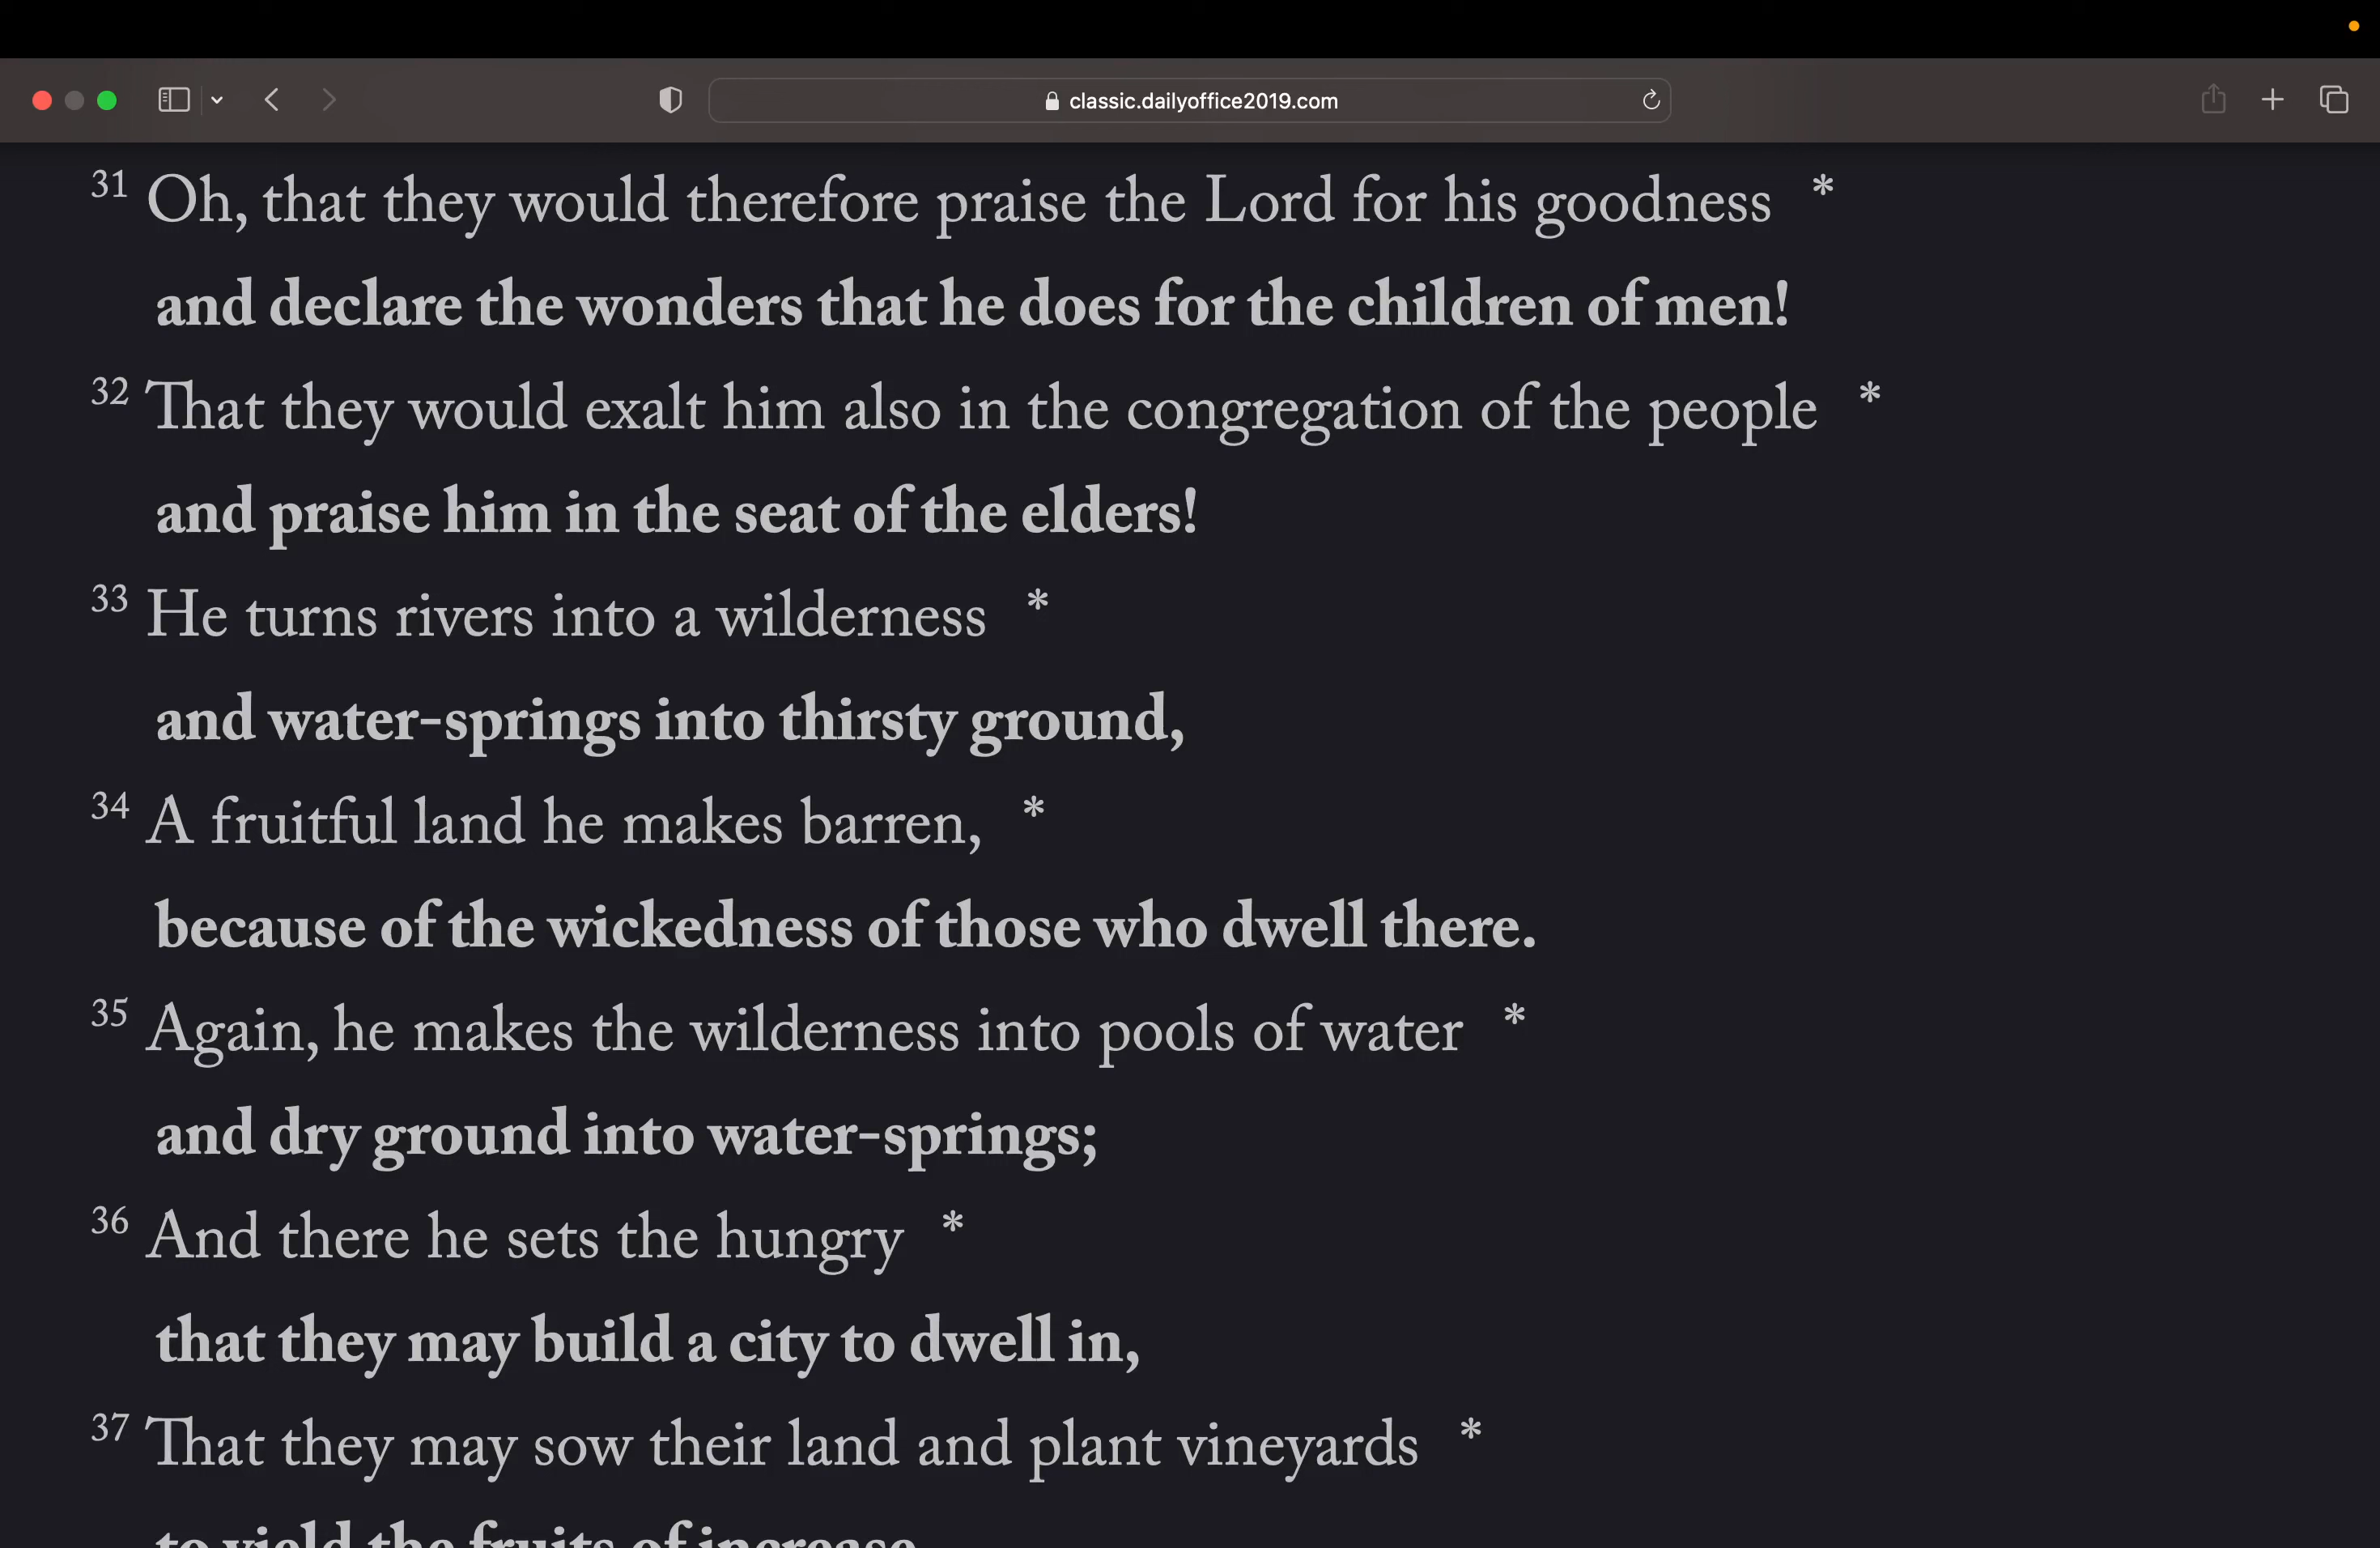 classic.dailyoffice2019.com
31 Oh, that they would therefore praise the Lord for his goodness *
and declare the wonders that he does for the children of men!
32 That they would exalt him also in the congregation of the people *
and praise him in the seat of the elders!
33 He turns rivers into a wilderness *
and water-springs into thirsty ground,
34 A fruitful land he makes barren, *
because of the wickedness of those who dwell there.
35 Again, he makes the wilderness into pools of water *
and dry ground into water-springs;
36 And there he sets the hungry *
that they may build a city to dwell in,
37 That they may sow their land and plant vineyards *
to yield the fruits of increase